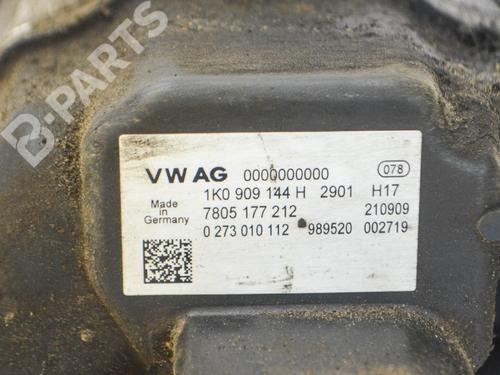 B-PARTS
VW AG 0000000000 078
1K0 909 144 H 2901 H17
Made in Germany 7805 177 212 210909
0 273 010 112 989520 002719